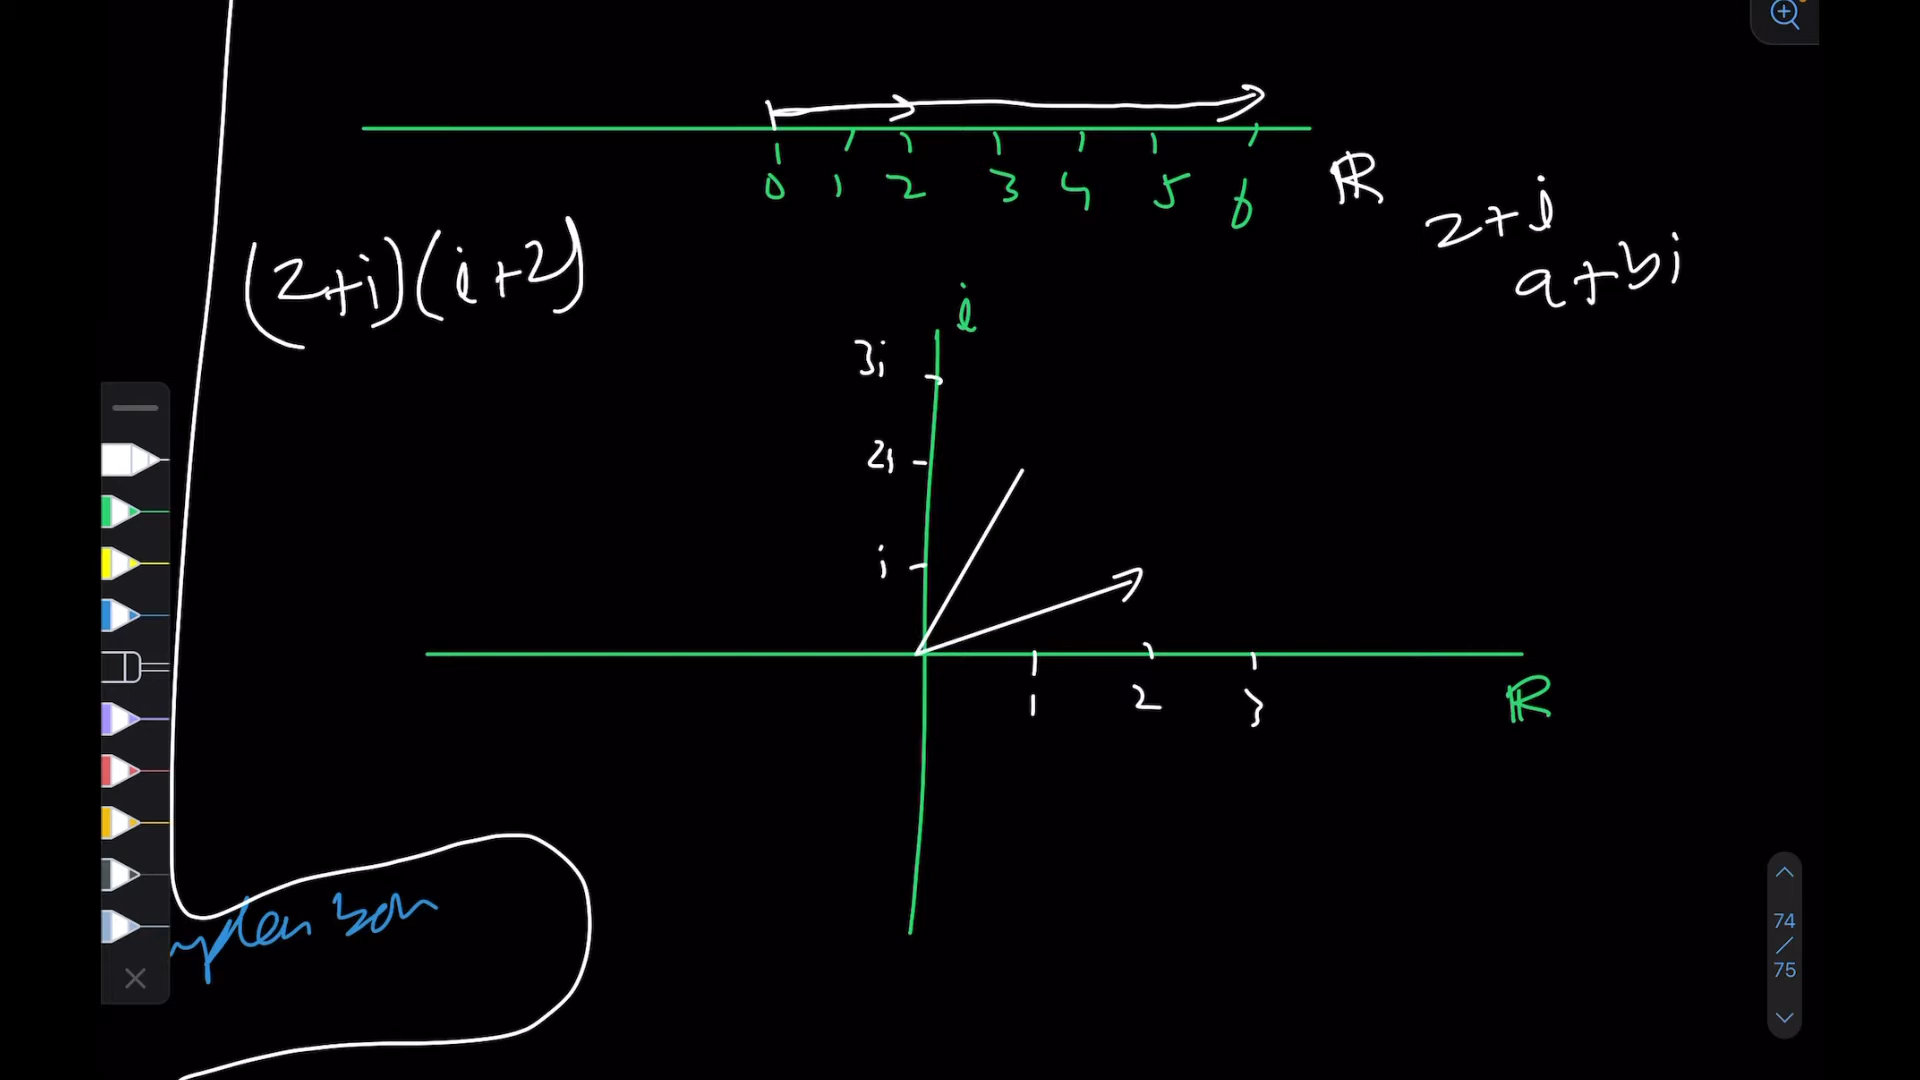 0 1 2 3 4 5 6
ℝ
2+i
a+bi
(2+i)(i+2)
i
3i
2i
i
1 2 3
ℝ
74
/
75